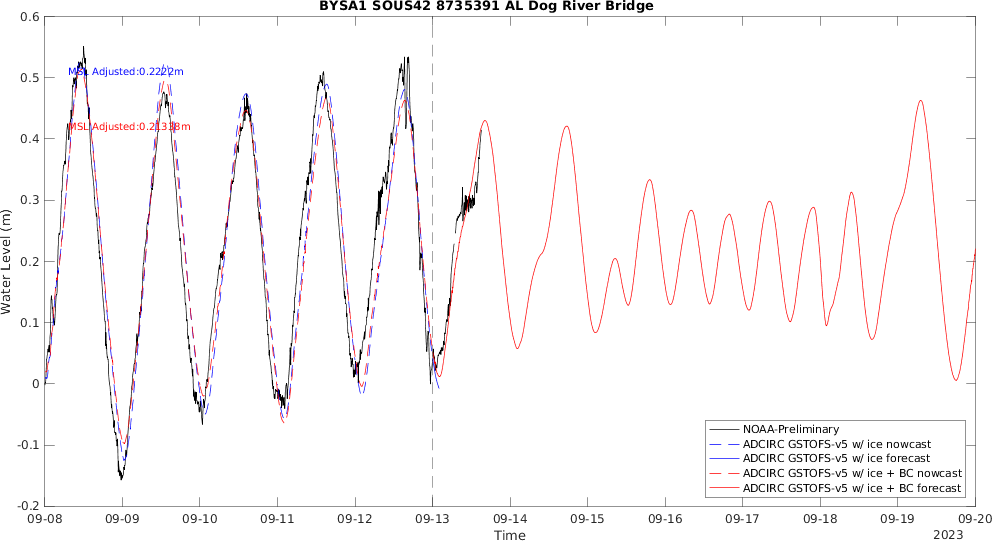 BYSA1 SOUS42 8735391 AL Dog River Bridge
0.6
0.5
0.4
0.3
0.2
0.1
0
-0.1
-0.2
Water Level (m)
MSL Adjusted:0.2222m
MSL Adjusted:0.21338m
NOAA-Preliminary
ADCIRC GSTOFS-v5 w/ ice nowcast
ADCIRC GSTOFS-v5 w/ ice forecast
ADCIRC GSTOFS-v5 w/ ice + BC nowcast
ADCIRC GSTOFS-v5 w/ ice + BC forecast
09-08 09-09 09-10 09-11 09-12 09-13 09-14 09-15 09-16 09-17 09-18 09-19 09-20
Time
2023